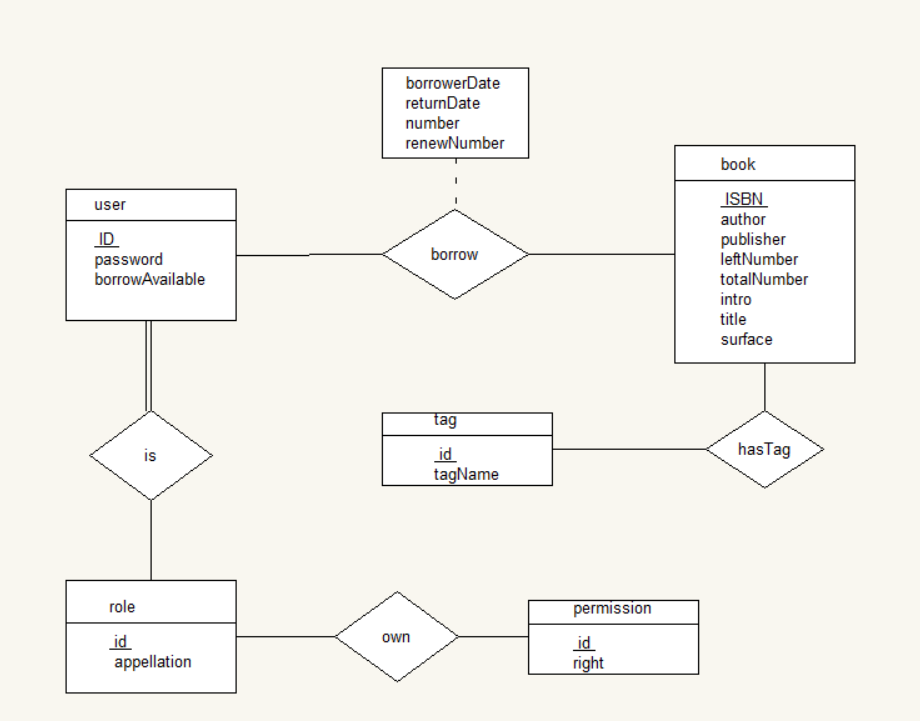 borrowerDate
returnDate
number
renewNumber
book
ISBN
author
publisher
leftNumber
totalNumber
intro
title
surface
user
ID
password
borrowAvailable
borrow
tag
id
tagName
hasTag
is
role
id
appellation
own
permission
id
right